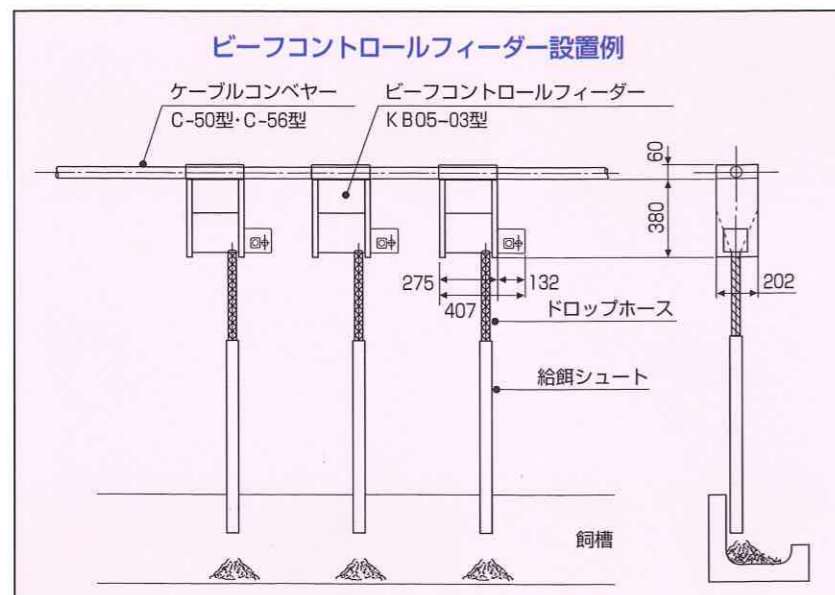 ビーフコントロールフィーダー設置例
ケーブルコンベヤー
C-50型・C-56型
ビーフコントロールフィーダー
KB05-03型
60
380
202
275
132
407
ドロップホース
給餌シュート
飼槽